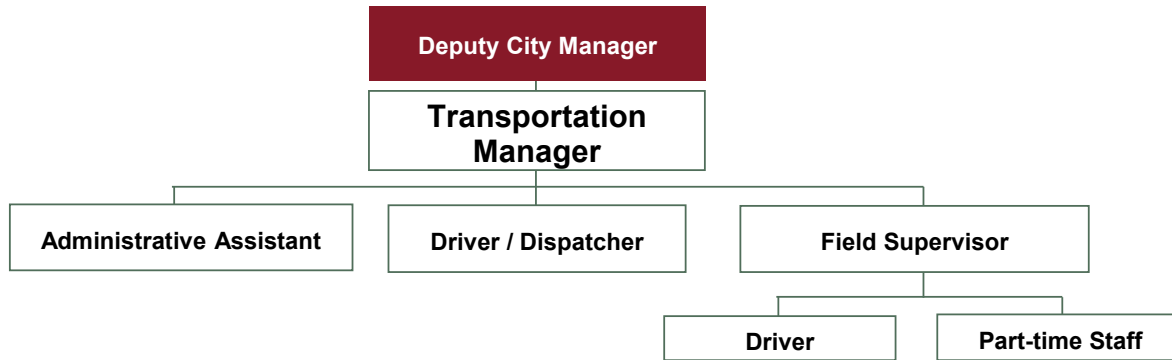 Deputy City Manager
Transportation
Manager
Administrative Assistant
Driver / Dispatcher
Field Supervisor
Driver
Part-time Staff